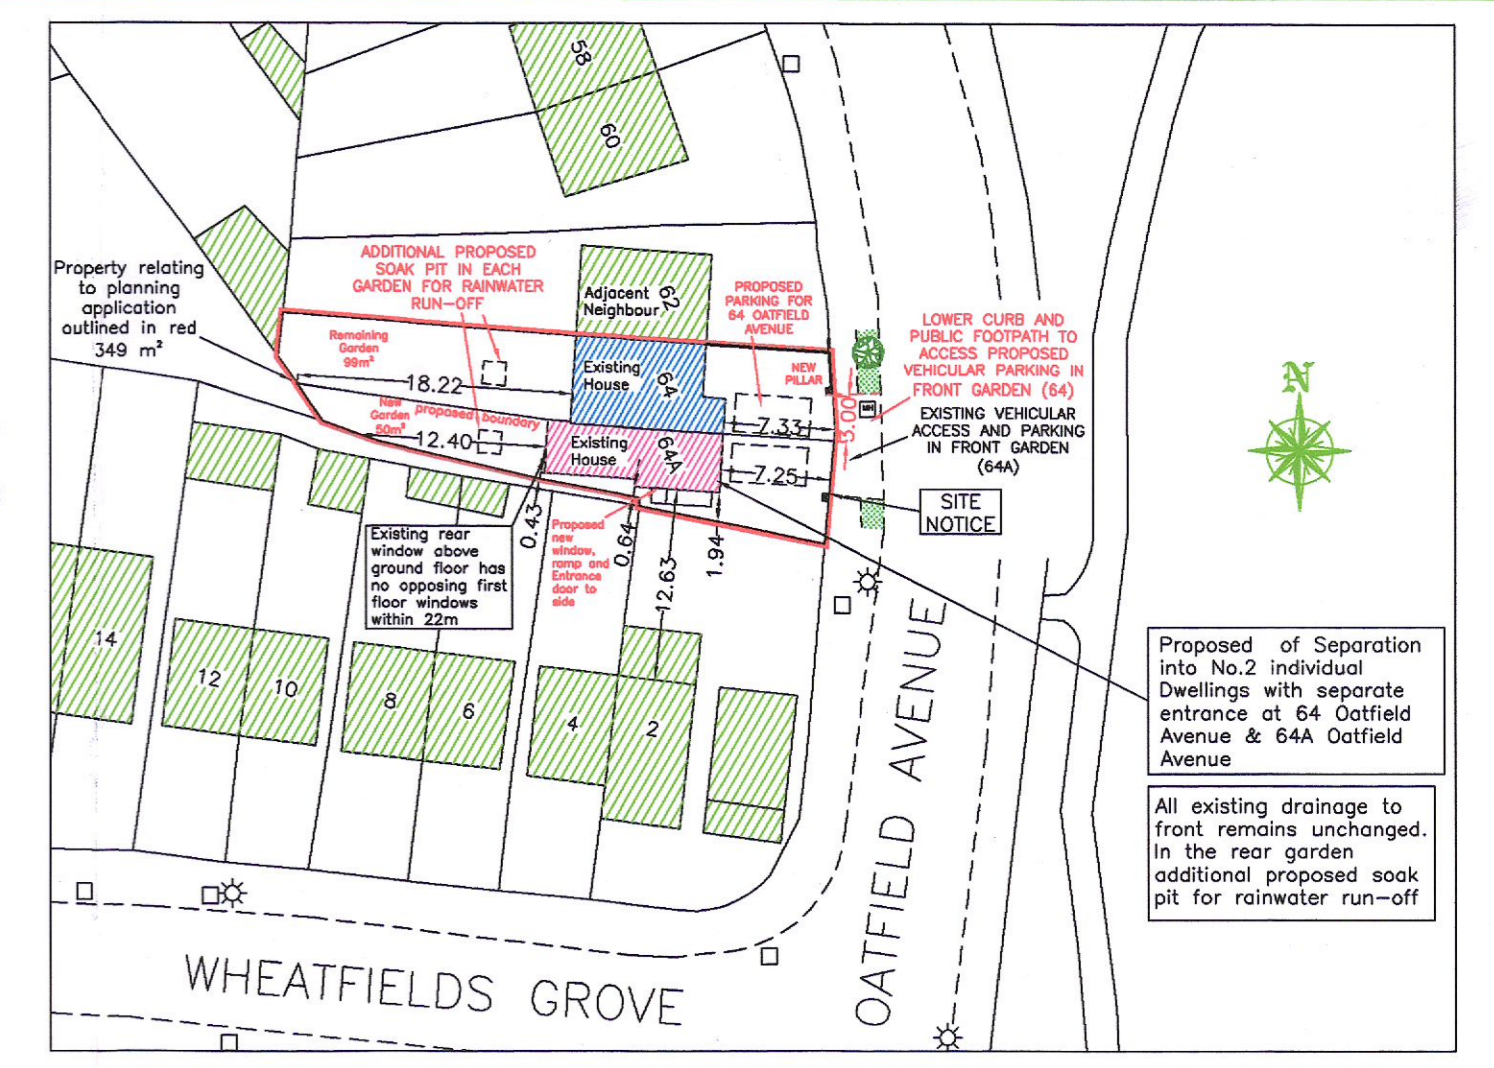 58
60
Property relating
to planning
application
outlined in red
349 m²
ADDITIONAL PROPOSED
SOAK PIT IN EACH
GARDEN FOR RAINWATER
RUN-OFF
Adjacent
Neighbour
62
PROPOSED
PARKING FOR
64 OATFIELD
AVENUE
LOWER CURB AND
PUBLIC FOOTPATH TO
ACCESS PROPOSED
VEHICULAR PARKING IN
FRONT GARDEN (64)
EXISTING VEHICULAR
ACCESS AND PARKING
IN FRONT GARDEN
(64A)
Remaining
Garden
99m²
18.22
Existing
House
64
NEW
PILLAR
MH
3.00
7.33
New
Garden
50m²
proposed boundary
12.40
Existing
House
64A
7.25
N
SITE
NOTICE
Existing rear
window above
ground floor has
no opposing first
floor windows
within 22m
0.43
Proposed
new
window,
ramp and
Entrance
door to
side
0.64
12.63
1.94
14
12
10
8
6
4
2
Proposed of Separation
into No.2 individual
Dwellings with separate
entrance at 64 Oatfield
Avenue & 64A Oatfield
Avenue
All existing drainage to
front remains unchanged.
In the rear garden
additional proposed soak
pit for rainwater run-off
OATFIELD AVENUE
WHEATFIELDS GROVE